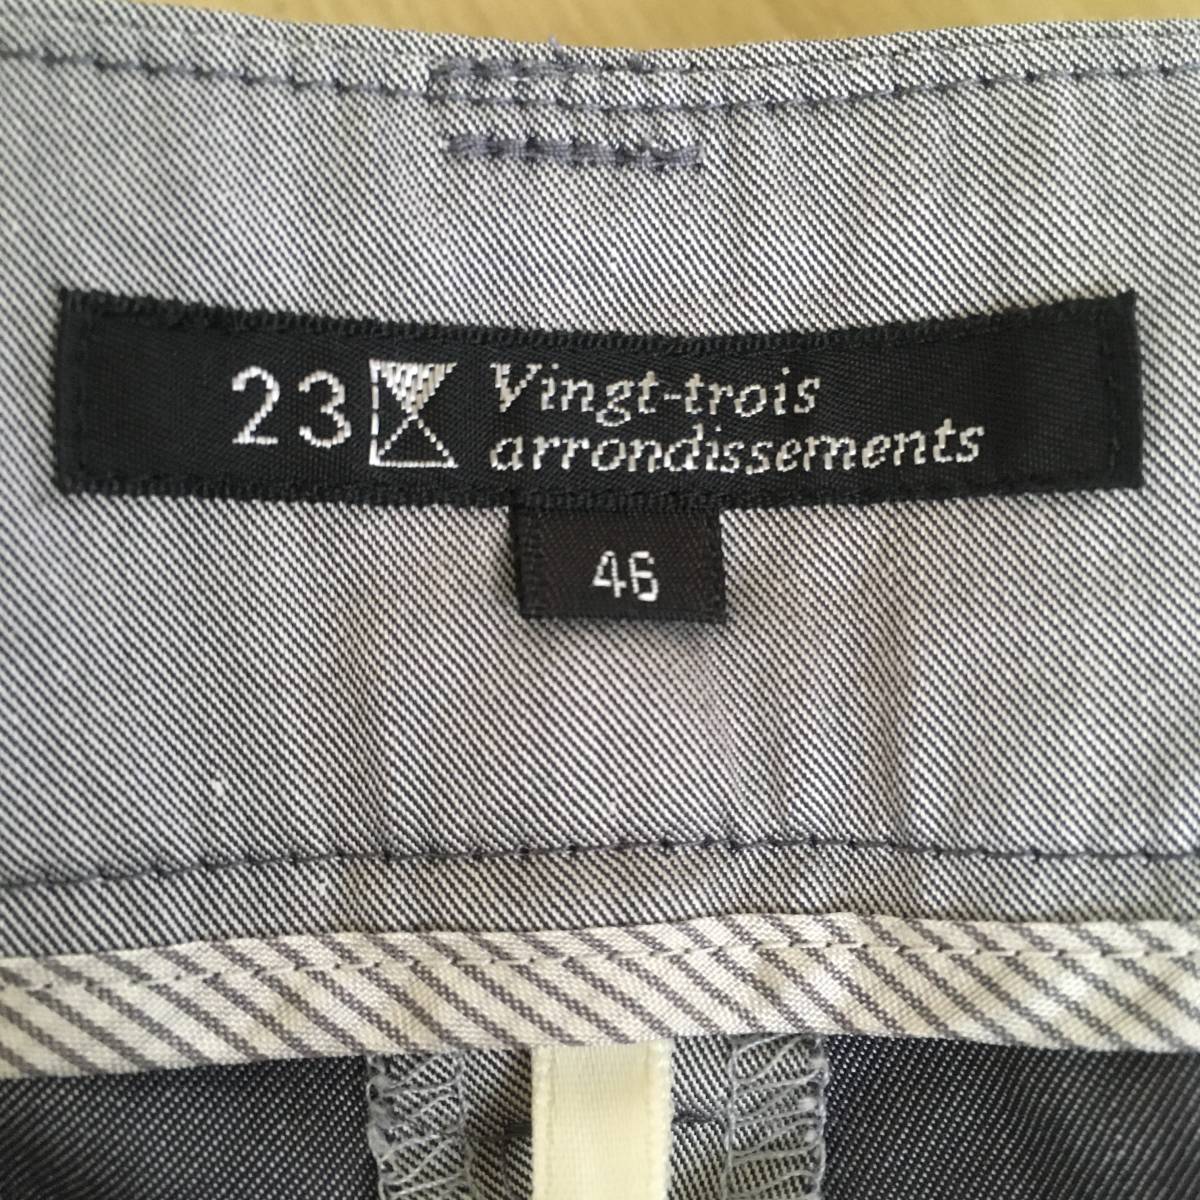 23 Vingt-trois
arrondissements
46